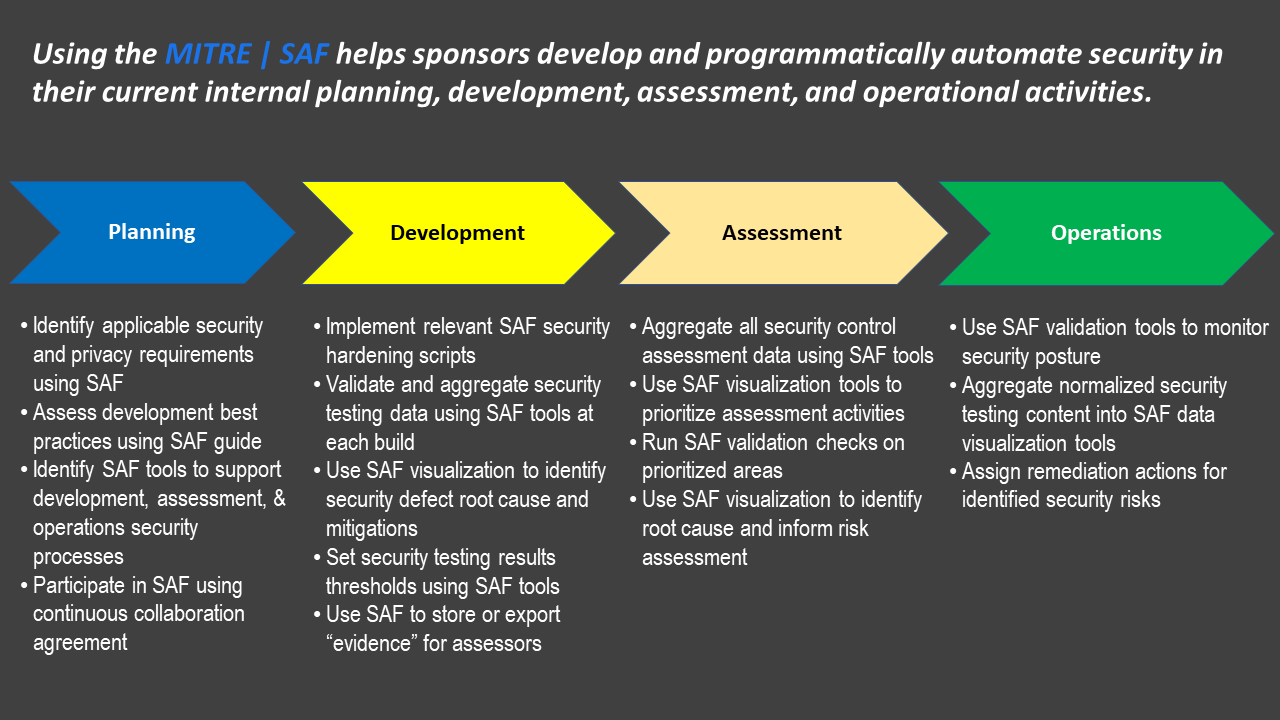 Using the MITRE | SAF helps sponsors develop and programmatically automate security in
their current internal planning, development, assessment, and operational activities.
Planning
• Identify applicable security
and privacy requirements
using SAF
• Assess development best
practices using SAF guide
• Identify SAF tools to support
development, assessment, &
operations security
processes
• Participate in SAF using
continuous collaboration
agreement
Development
• Implement relevant SAF security
hardening scripts
• Validate and aggregate security
testing data using SAF tools at
each build
• Use SAF visualization to identify
security defect root cause and
mitigations
• Set security testing results
thresholds using SAF tools
• Use SAF to store or export
“evidence” for assessors
Assessment
• Aggregate all security control
assessment data using SAF tools
• Use SAF visualization tools to
prioritize assessment activities
• Run SAF validation checks on
prioritized areas
• Use SAF visualization to identify
root cause and inform risk
assessment
Operations
• Use SAF validation tools to monitor
security posture
• Aggregate normalized security
testing content into SAF data
visualization tools
• Assign remediation actions for
identified security risks